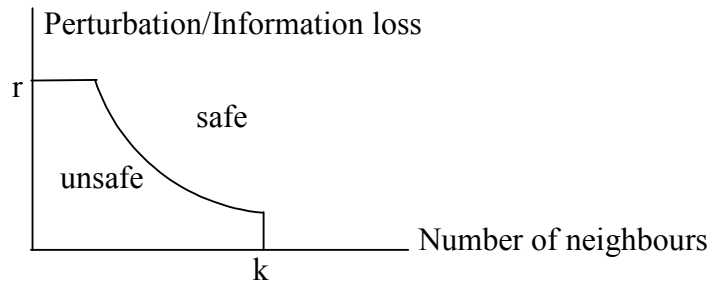 Perturbation/Information loss
r
safe
unsafe
Number of neighbours
k